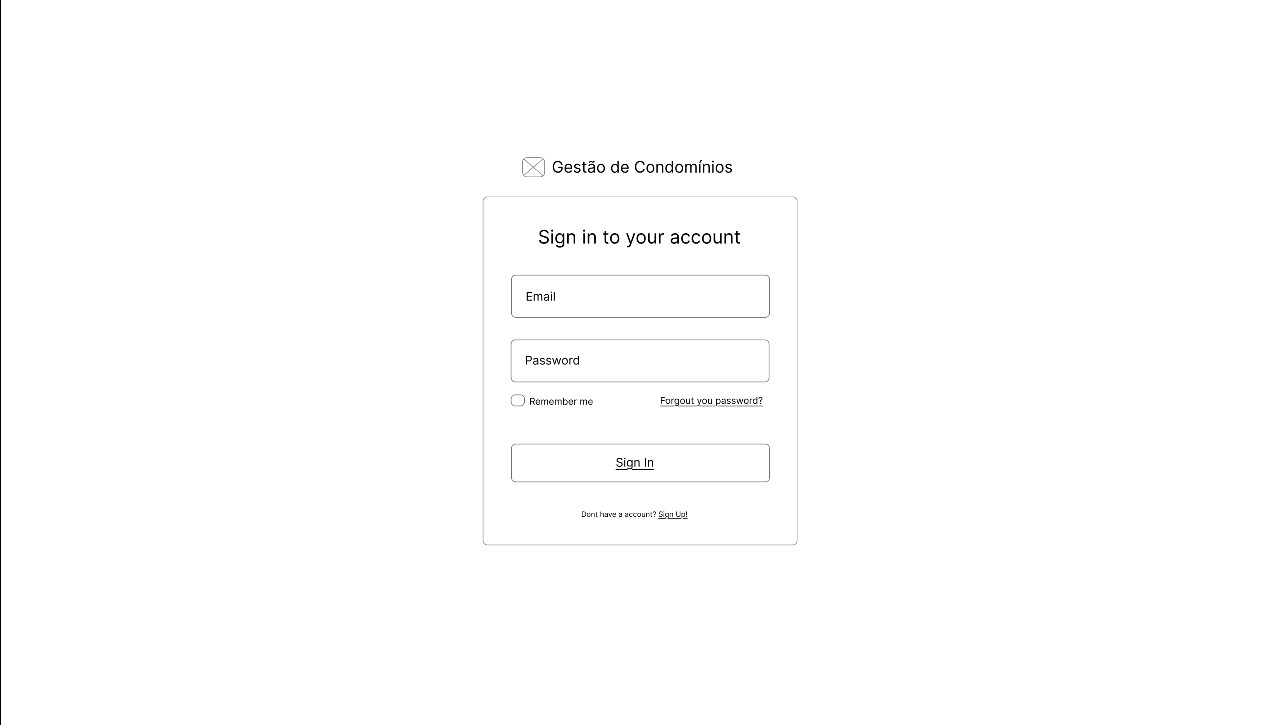 Gestão de Condomínios
Sign in to your account
Email
Password
Remember me
Forgout you password?
Sign In
Dont have a account? Sign Up!